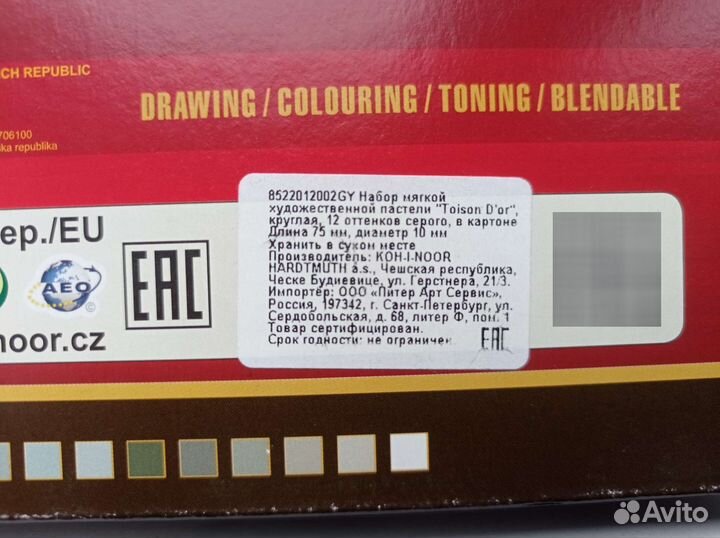 CH REPUBLIC
DRAWING / COLOURING / TONING / BLENDABLE
706100
ska republika
ep./EU
AEO
EAC
noor.cz
8522012002GY Набор мягкой
художественной пастели "Toison D'or",
круглая, 12 оттенков серого, в картоне
Длина 75 мм, диаметр 10 мм
Хранить в сухом месте
Производитель: KOH-I-NOOR
HARDTMUTH a.s., Чешская республика,
Ческе Будиевице, ул. Герстнера, 21/3.
Импортер: ООО «Питер Арт Сервис»,
Россия, 197342, г. Санкт-Петербург, ул.
Сердобольская, д. 68, литер Ф, пом. 1
Товар сертифицирован.
Срок годности: не ограничен
EAC
Avito